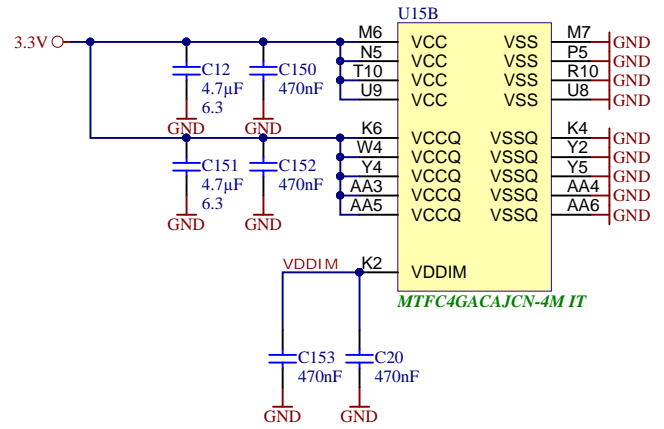 U15B
3.3V
M6 VCC VSS M7 GND
N5 VCC VSS P5 GND
T10 VCC VSS R10 GND
U9 VCC VSS U8 GND
C12 C150
4.7µF 470nF
6.3
GND GND
K6 VCCQ VSSQ K4 GND
W4 VCCQ VSSQ Y2 GND
Y4 VCCQ VSSQ Y5 GND
AA3 VCCQ VSSQ AA4 GND
AA5 VCCQ VSSQ AA6 GND
C151 C152
4.7µF 470nF
6.3
GND GND
VDDIM K2 VDDIM
MTFC4GACAJCN-4M IT
C153 C20
470nF 470nF
GND GND